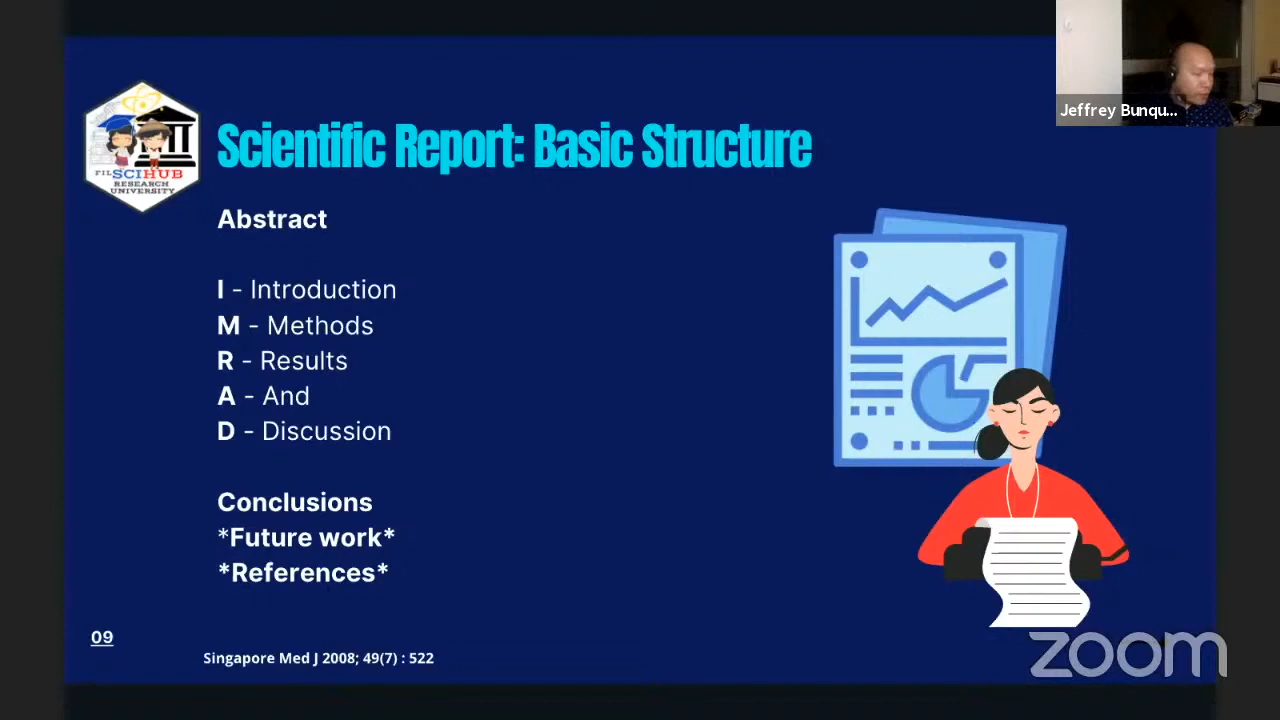 Jeffrey Bunqu...
Scientific Report: Basic Structure
FILSCIHUB
RESEARCH
UNIVERSITY
Abstract
I - Introduction
M - Methods
R - Results
A - And
D - Discussion
Conclusions
*Future work*
*References*
09
Singapore Med J 2008; 49(7) : 522
zoom